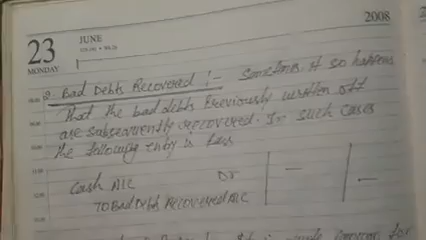 2008
JUNE
23
MONDAY
2. Bad Debts Recovered :- Sometimes it so happens
That the bad debts Previously written off
are subsequently recovered. In such cases
the following entry is
Cash A/C Dr
To Bad Debts Recovered A/C